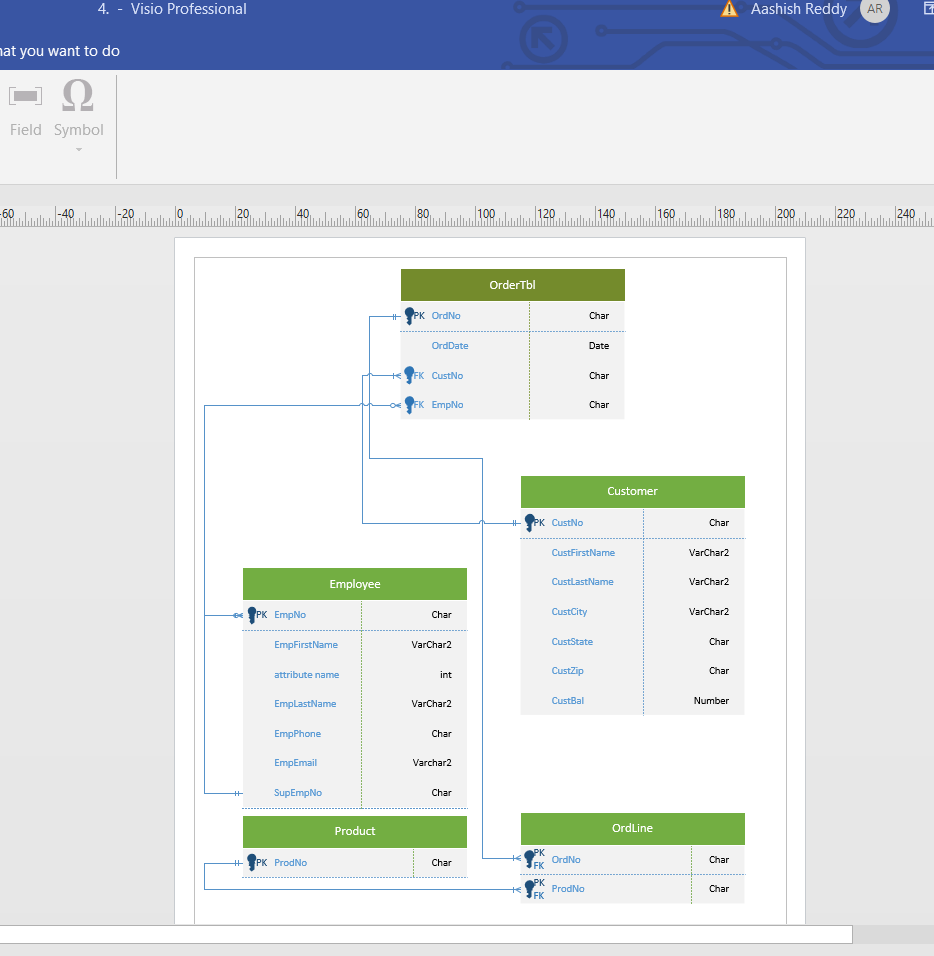 4. - Visio Professional
Aashish Reddy AR
hat you want to do
Field Symbol
-60 -40 -20 0 20 40 60 80 100 120 140 160 180 200 220 240
OrderTbl
PK OrdNo Char
OrdDate Date
FK CustNo Char
FK EmpNo Char
Customer
PK CustNo Char
CustFirstName VarChar2
CustLastName VarChar2
CustCity VarChar2
CustState Char
CustZip Char
CustBal Number
Employee
PK EmpNo Char
EmpFirstName VarChar2
attribute name int
EmpLastName VarChar2
EmpPhone Char
EmpEmail Varchar2
SupEmpNo Char
Product
PK ProdNo Char
OrdLine
PK
FK OrdNo Char
PK
FK ProdNo Char